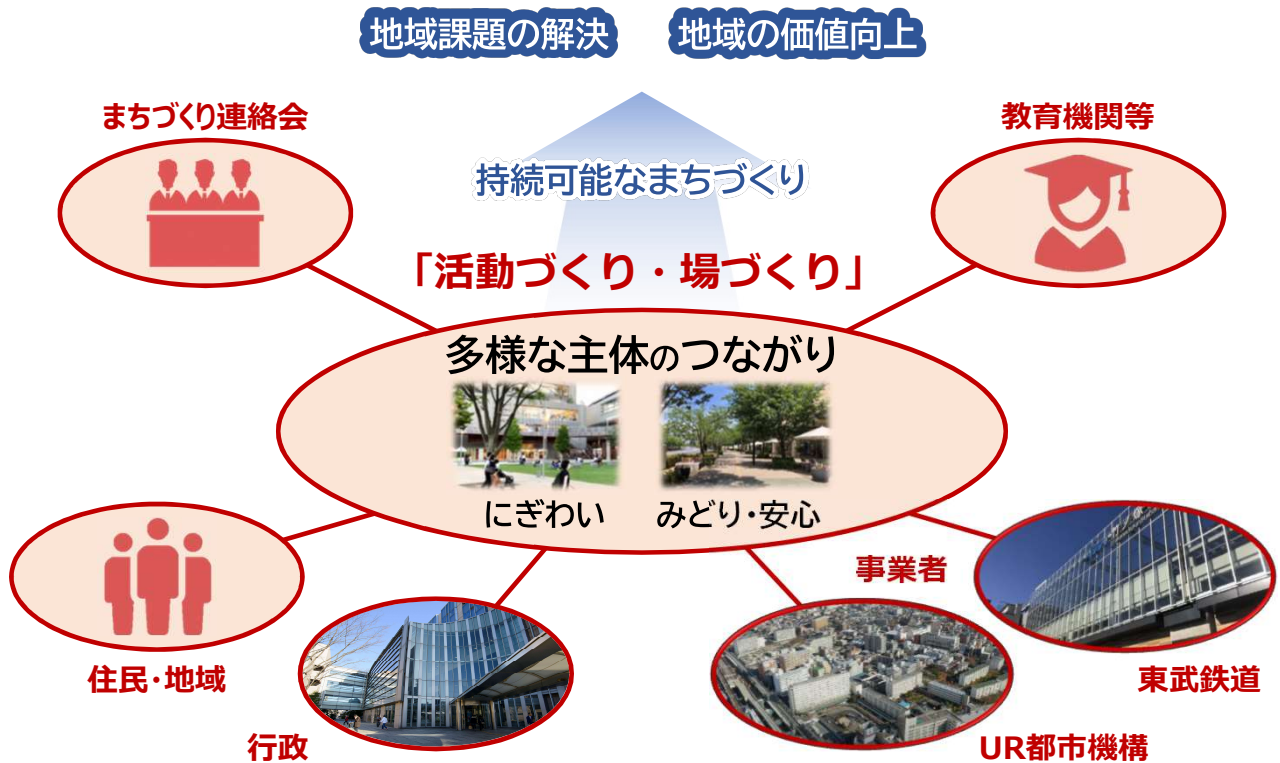 地域課題の解決
地域の価値向上
まちづくり連絡会
教育機関等
持続可能なまちづくり
「活動づくり・場づくり」
多様な主体のつながり
にぎわい
みどり・安心
事業者
住民・地域
東武鉄道
行政
UR都市機構